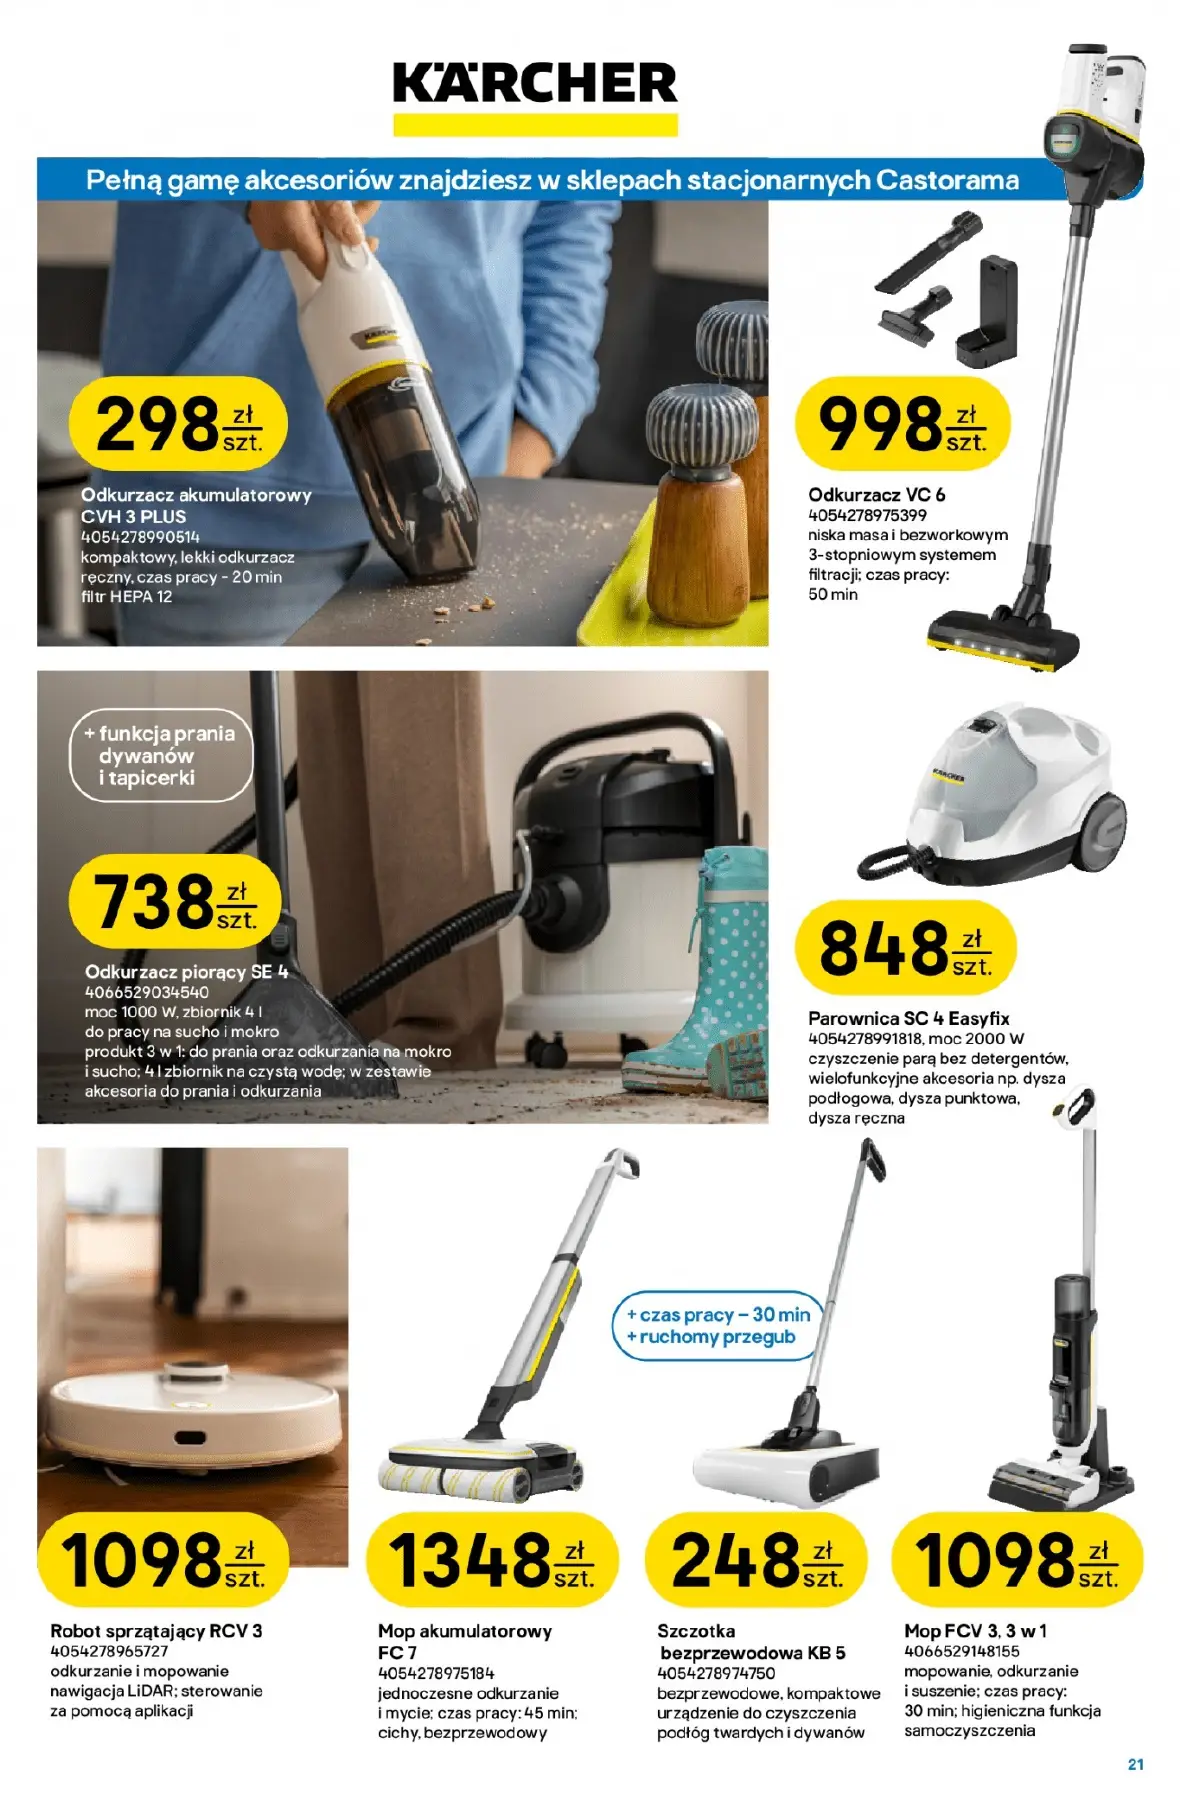 KÄRCHER
Pełną gamę akcesoriów znajdziesz w sklepach stacjonarnych Castorama
KÄRCHER
298 zł
szt.
Odkurzacz akumulatorowy
CVH 3 PLUS
4054278990514
kompaktowy, lekki odkurzacz
ręczny, czas pracy - 20 min
filtr HEPA 12
998 zł
szt.
Odkurzacz VC 6
4054278975399
niska masa i bezworkowym
3-stopniowym systemem
filtracji; czas pracy:
50 min
+ funkcja prania
dywanów
i tapicerki
738 zł
szt.
Odkurzacz piorący SE 4
4066529034540
moc 1000 W, zbiornik 4 l
do pracy na sucho i mokro
produkt 3 w 1: do prania oraz odkurzania na mokro
i sucho; 4 l zbiornik na czystą wodę; w zestawie
akcesoria do prania i odkurzania
KÄRCHER
848 zł
szt.
Parownica SC 4 Easyfix
4054278991818, moc 2000 W
czyszczenie parą bez detergentów,
wielofunkcyjne akcesoria np. dysza
podłogowa, dysza punktowa,
dysza ręczna
+ czas pracy – 30 min
+ ruchomy przegub
1098 zł
szt.
Robot sprzątający RCV 3
4054278965727
odkurzanie i mopowanie
nawigacja LiDAR; sterowanie
za pomocą aplikacji
1348 zł
szt.
Mop akumulatorowy
FC 7
4054278975184
jednoczesne odkurzanie
i mycie; czas pracy: 45 min;
cichy, bezprzewodowy
248 zł
szt.
Szczotka
bezprzewodowa KB 5
4054278974750
bezprzewodowe, kompaktowe
urządzenie do czyszczenia
podłóg twardych i dywanów
1098 zł
szt.
Mop FCV 3, 3 w 1
4066529148155
mopowanie, odkurzanie
i suszenie; czas pracy:
30 min; higieniczna funkcja
samoczyszczenia
21